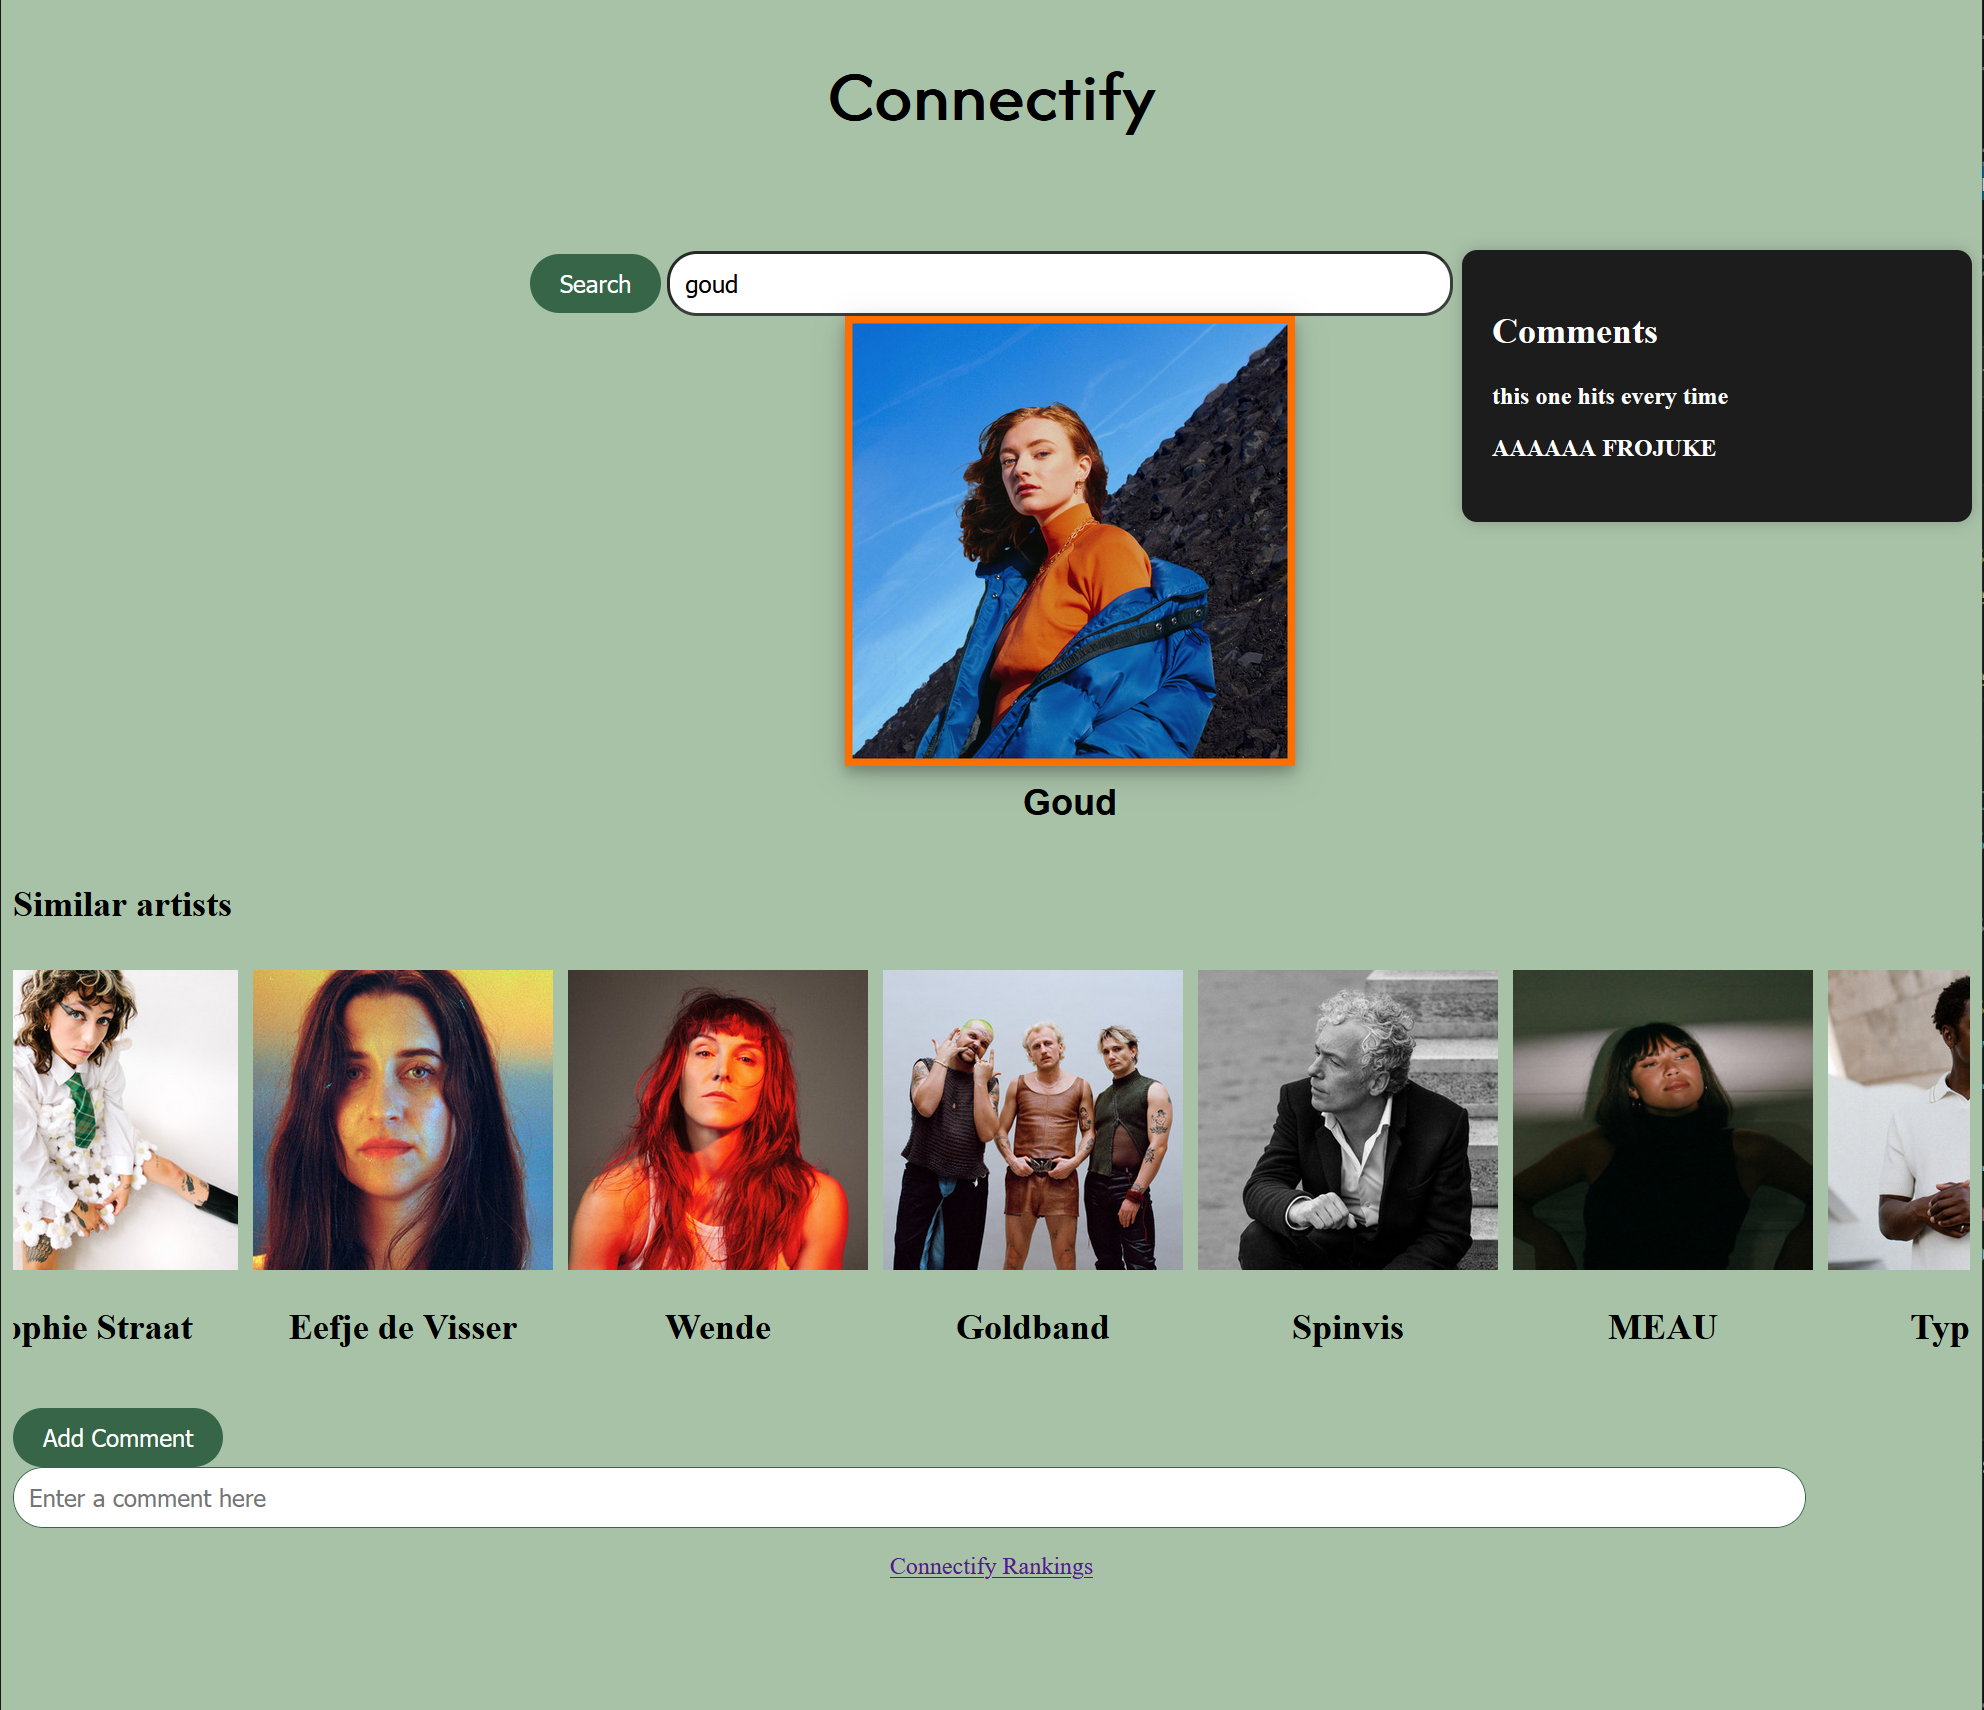 Connectify
Search
goud
Comments
this one hits every time
AAAAAA FROJUKE
Goud
Similar artists
ophie Straat
Eefje de Visser
Wende
Goldband
Spinvis
MEAU
Typ
Add Comment
Enter a comment here
Connectify Rankings